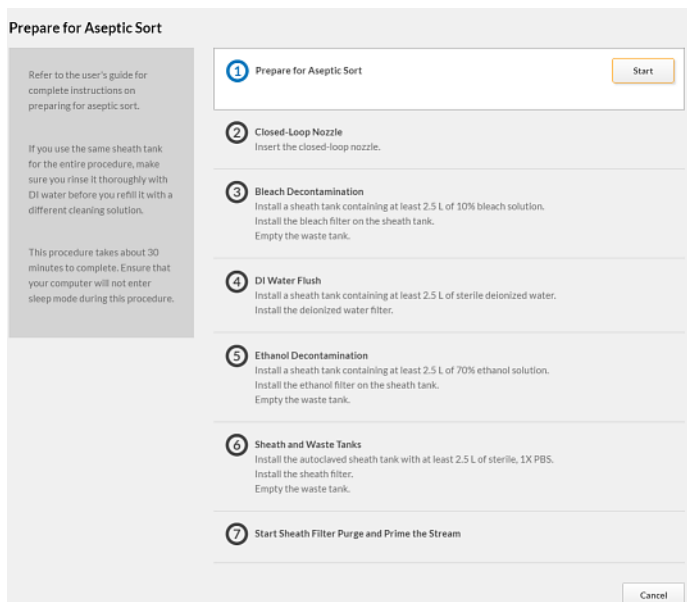 Prepare for Aseptic Sort
Refer to the user's guide for
complete instructions on
preparing for aseptic sort.
If you use the same sheath tank
for the entire procedure, make
sure you rinse it thoroughly with
DI water before you refill it with a
different cleaning solution.
This procedure takes about 30
minutes to complete. Ensure that
your computer will not enter
sleep mode during this procedure.
1 Prepare for Aseptic Sort Start
2 Closed-Loop Nozzle
Insert the closed-loop nozzle.
3 Bleach Decontamination
Install a sheath tank containing at least 2.5 L of 10% bleach solution.
Install the bleach filter on the sheath tank.
Empty the waste tank.
4 DI Water Flush
Install a sheath tank containing at least 2.5 L of sterile deionized water.
Install the deionized water filter.
5 Ethanol Decontamination
Install a sheath tank containing at least 2.5 L of 70% ethanol solution.
Install the ethanol filter on the sheath tank.
Empty the waste tank.
6 Sheath and Waste Tanks
Install the autoclaved sheath tank with at least 2.5 L of sterile, 1X PBS.
Install the sheath filter.
Empty the waste tank.
7 Start Sheath Filter Purge and Prime the Stream
Cancel